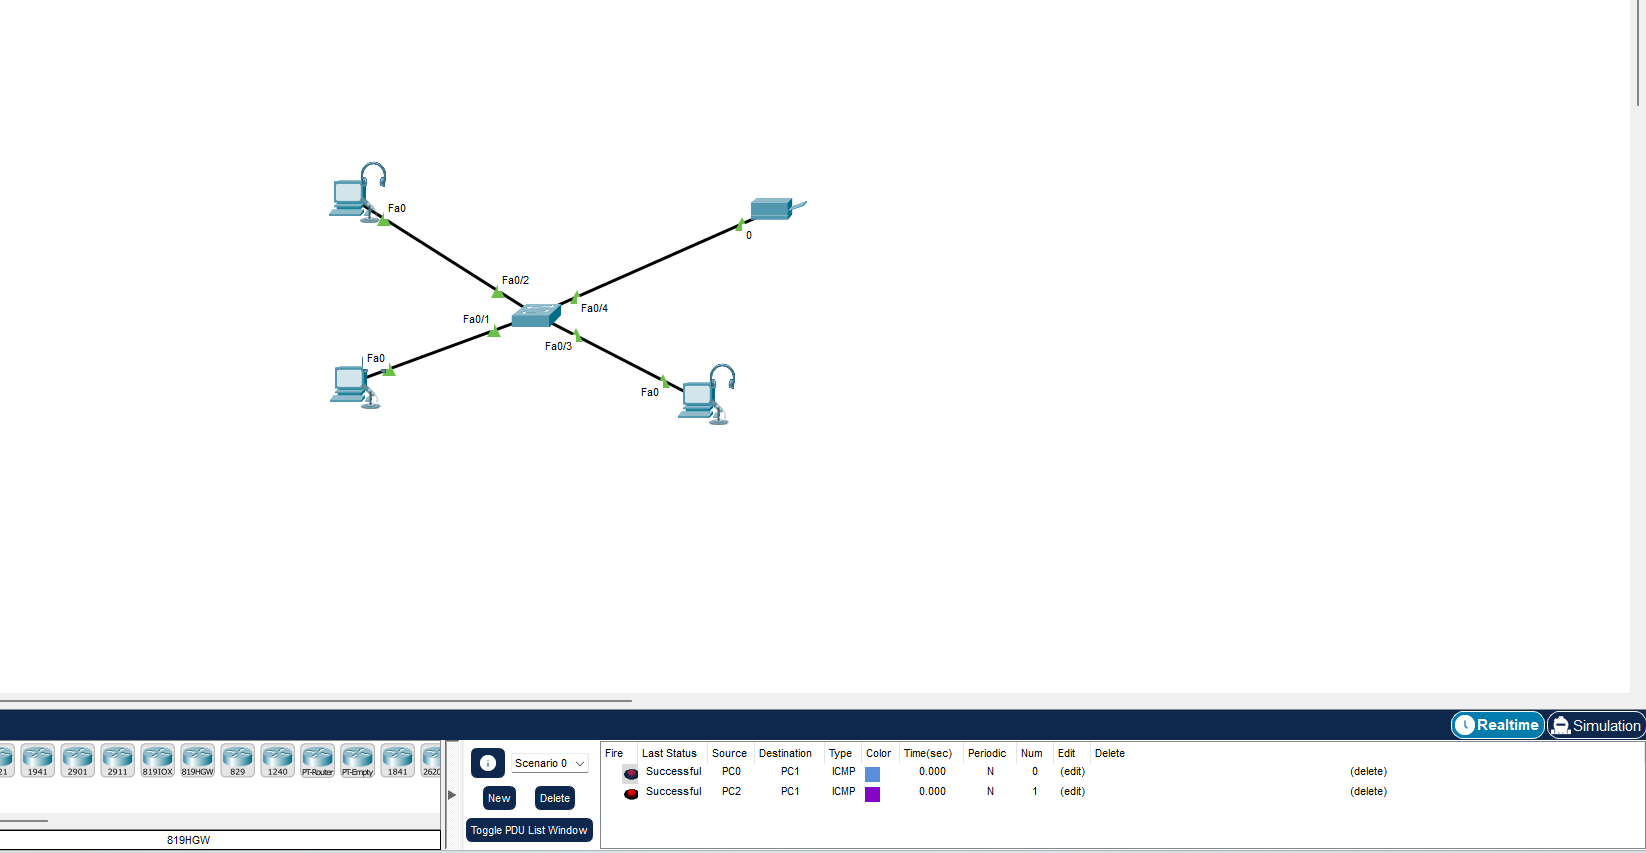 Fa0
0
Fa0/2
Fa0/4
Fa0/1
Fa0/3
Fa0
Fa0
Realtime
Simulation
21 1941 2901 2911 819IOX 819HGW 829 1240 PT-Router PT-Empty 1841 2620
819HGW
Scenario 0
New Delete
Toggle PDU List Window
Fire Last Status Source Destination Type Color Time(sec) Periodic Num Edit Delete
Successful PC0 PC1 ICMP 0.000 N 0 (edit) (delete)
Successful PC2 PC1 ICMP 0.000 N 1 (edit) (delete)